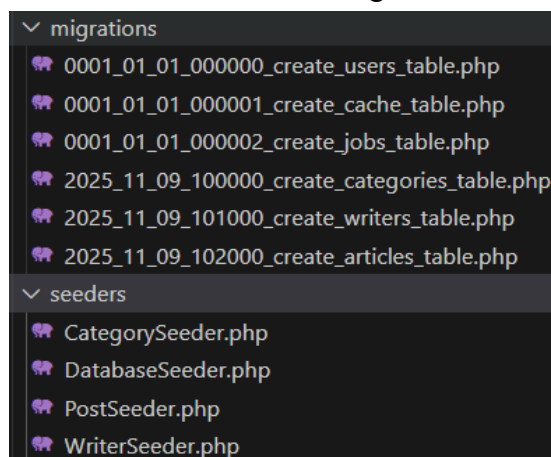 migrations
0001_01_01_000000_create_users_table.php
0001_01_01_000001_create_cache_table.php
0001_01_01_000002_create_jobs_table.php
2025_11_09_100000_create_categories_table.php
2025_11_09_101000_create_writers_table.php
2025_11_09_102000_create_articles_table.php
seeders
CategorySeeder.php
DatabaseSeeder.php
PostSeeder.php
WriterSeeder.php